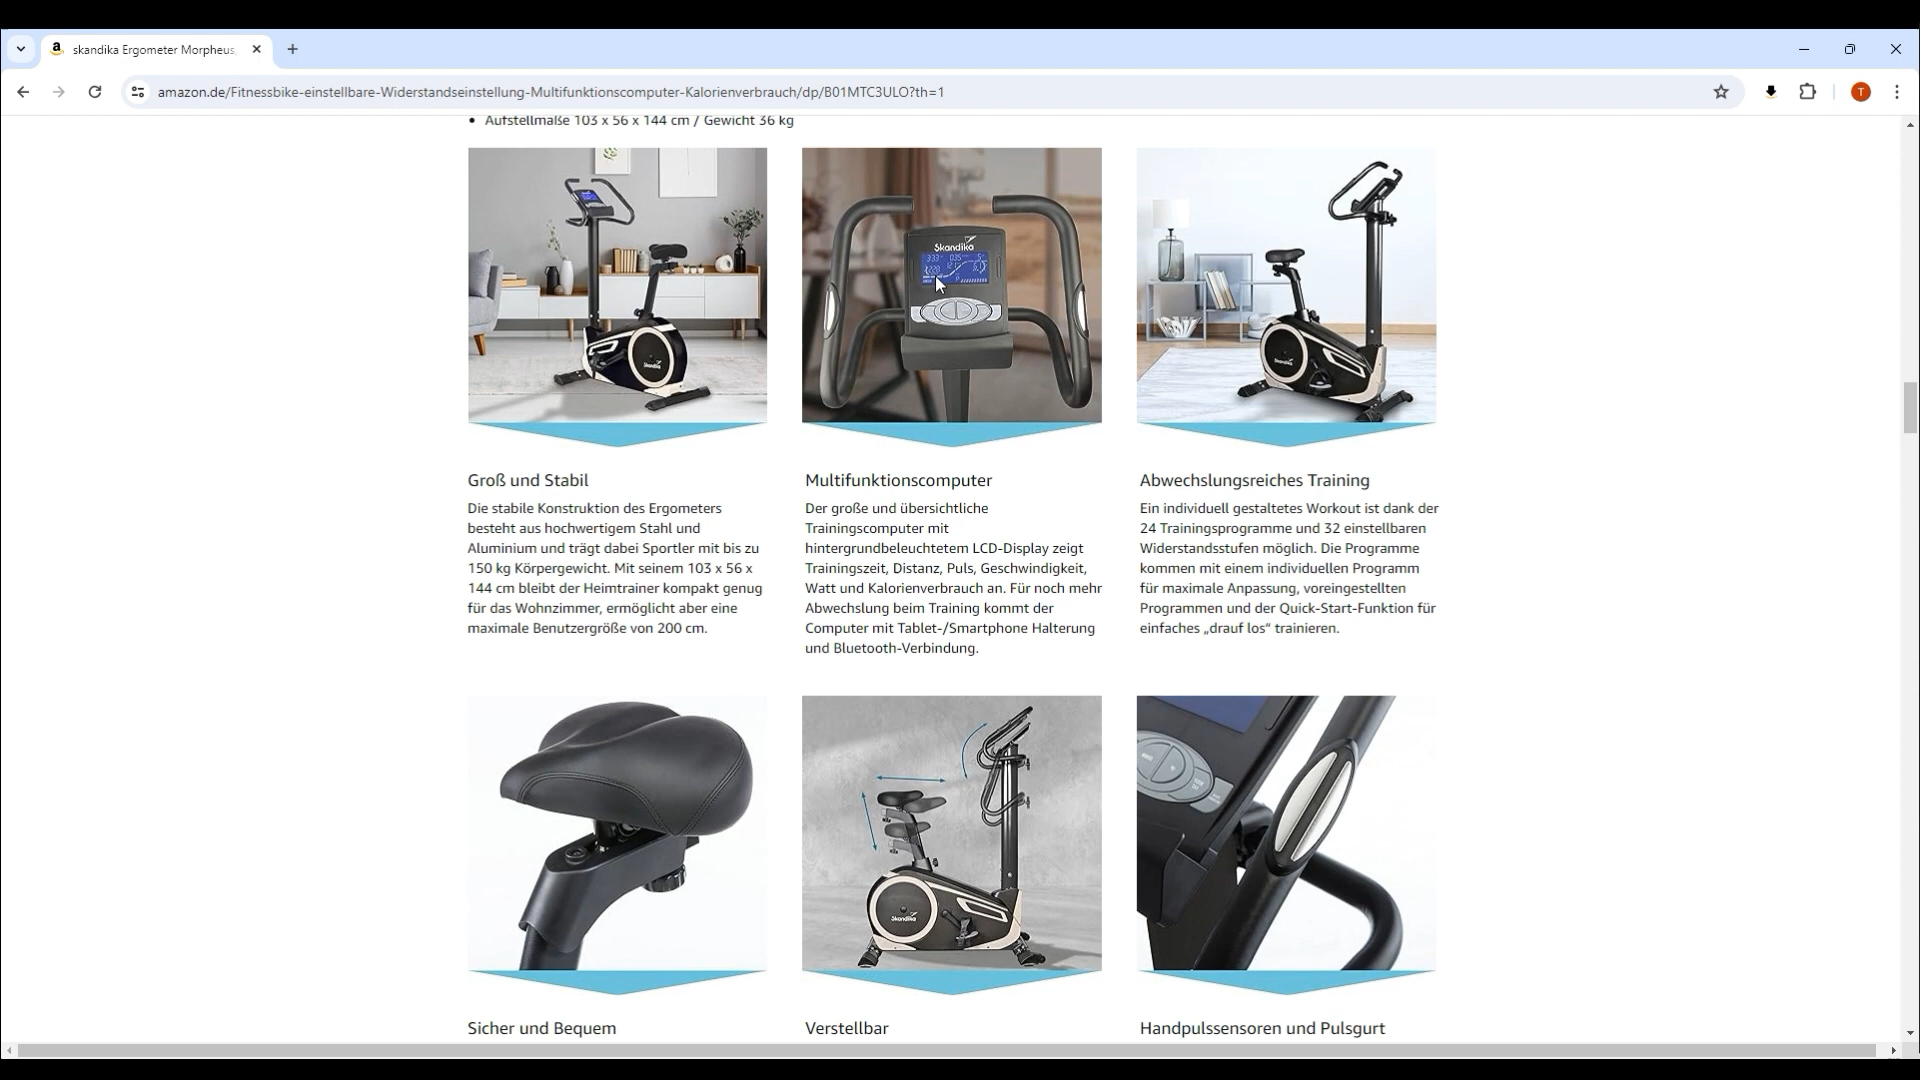 skandika Ergometer Morpheus,
amazon.de/Fitnessbike-einstellbare-Widerstandseinstellung-Multifunktionscomputer-Kalorienverbrauch/dp/B01MTC3ULO?th=1
T
• Aufstellmaße 103 x 56 x 144 cm / Gewicht 36 kg
Skandika
Groß und Stabil
Die stabile Konstruktion des Ergometers
besteht aus hochwertigem Stahl und
Aluminium und trägt dabei Sportler mit bis zu
150 kg Körpergewicht. Mit seinem 103 x 56 x
144 cm bleibt der Heimtrainer kompakt genug
für das Wohnzimmer, ermöglicht aber eine
maximale Benutzergröße von 200 cm.
Multifunktionscomputer
Der große und übersichtliche
Trainingscomputer mit
hintergrundbeleuchtetem LCD-Display zeigt
Trainingszeit, Distanz, Puls, Geschwindigkeit,
Watt und Kalorienverbrauch an. Für noch mehr
Abwechslung beim Training kommt der
Computer mit Tablet-/Smartphone Halterung
und Bluetooth-Verbindung.
Abwechslungsreiches Training
Ein individuell gestaltetes Workout ist dank der
24 Trainingsprogramme und 32 einstellbaren
Widerstandsstufen möglich. Die Programme
kommen mit einem individuellen Programm
für maximale Anpassung, voreingestellten
Programmen und der Quick-Start-Funktion für
einfaches „drauf los“ trainieren.
Skandika
Sicher und Bequem
Verstellbar
Handpulssensoren und Pulsgurt